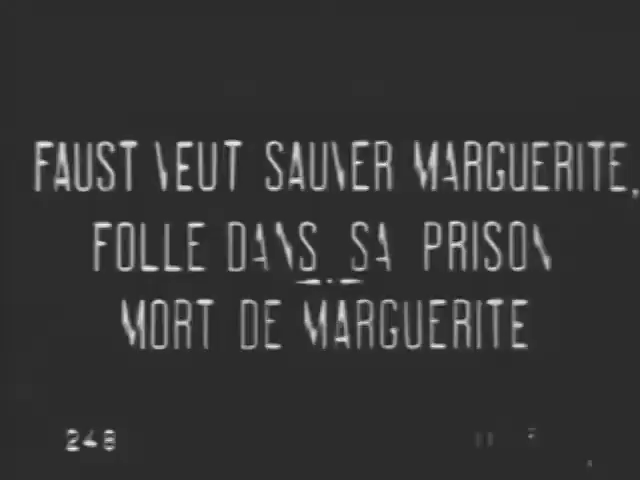 FAUST VEUT SAUVER MARGUERITE,
FOLLE DANS SA PRISON
MORT DE MARGUERITE
248